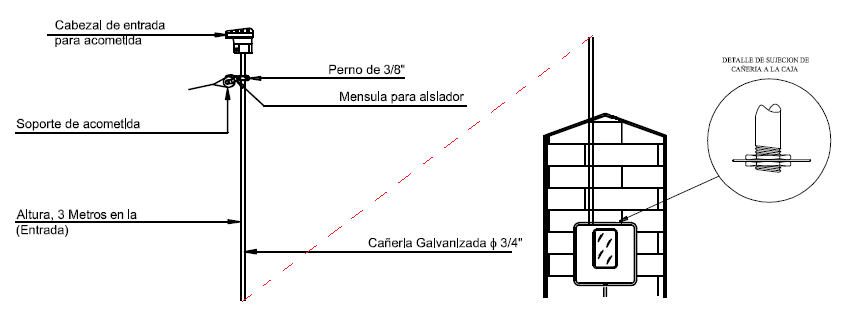 Cabezal de entrada
para acometida
Perno de 3/8"
Mensula para aislador
Soporte de acometida
Altura, 3 Metros en la
(Entrada)
Cañeria Galvanizada ϕ 3/4"
DETALLE DE SUJECION DE
CAÑERIA A LA CAJA